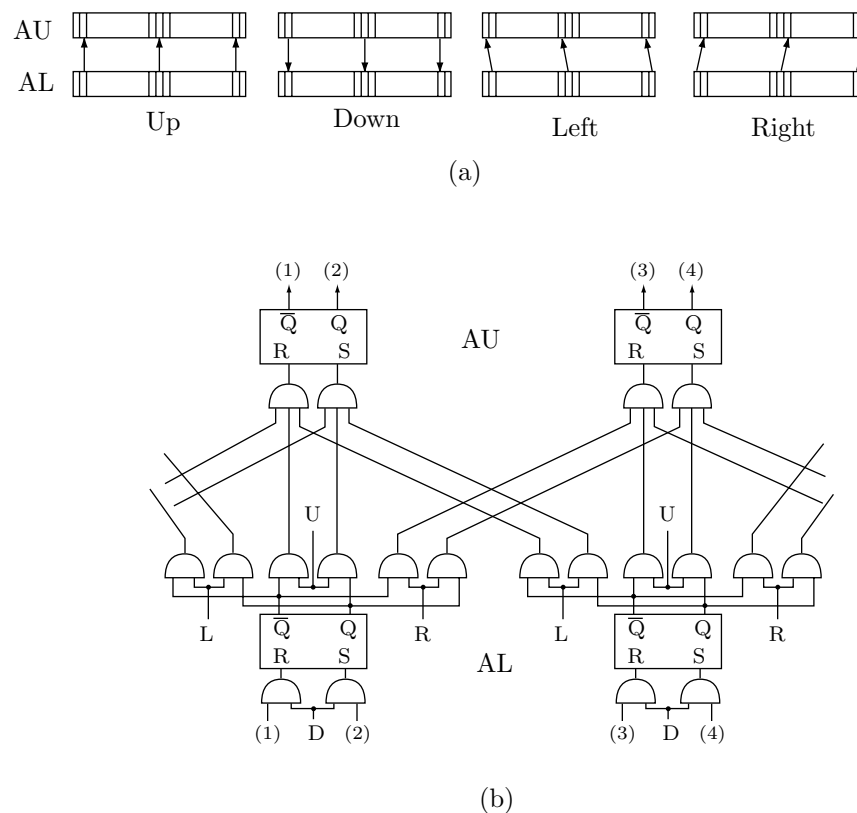 AU
AL
Up Down Left Right
(a)
(1) (2) (3) (4)
Q̅ Q Q̅ Q
AU
R S R S
U U
L R L R
Q̅ Q Q̅ Q
R S R S
AL
(1) D (2) (3) D (4)
(b)